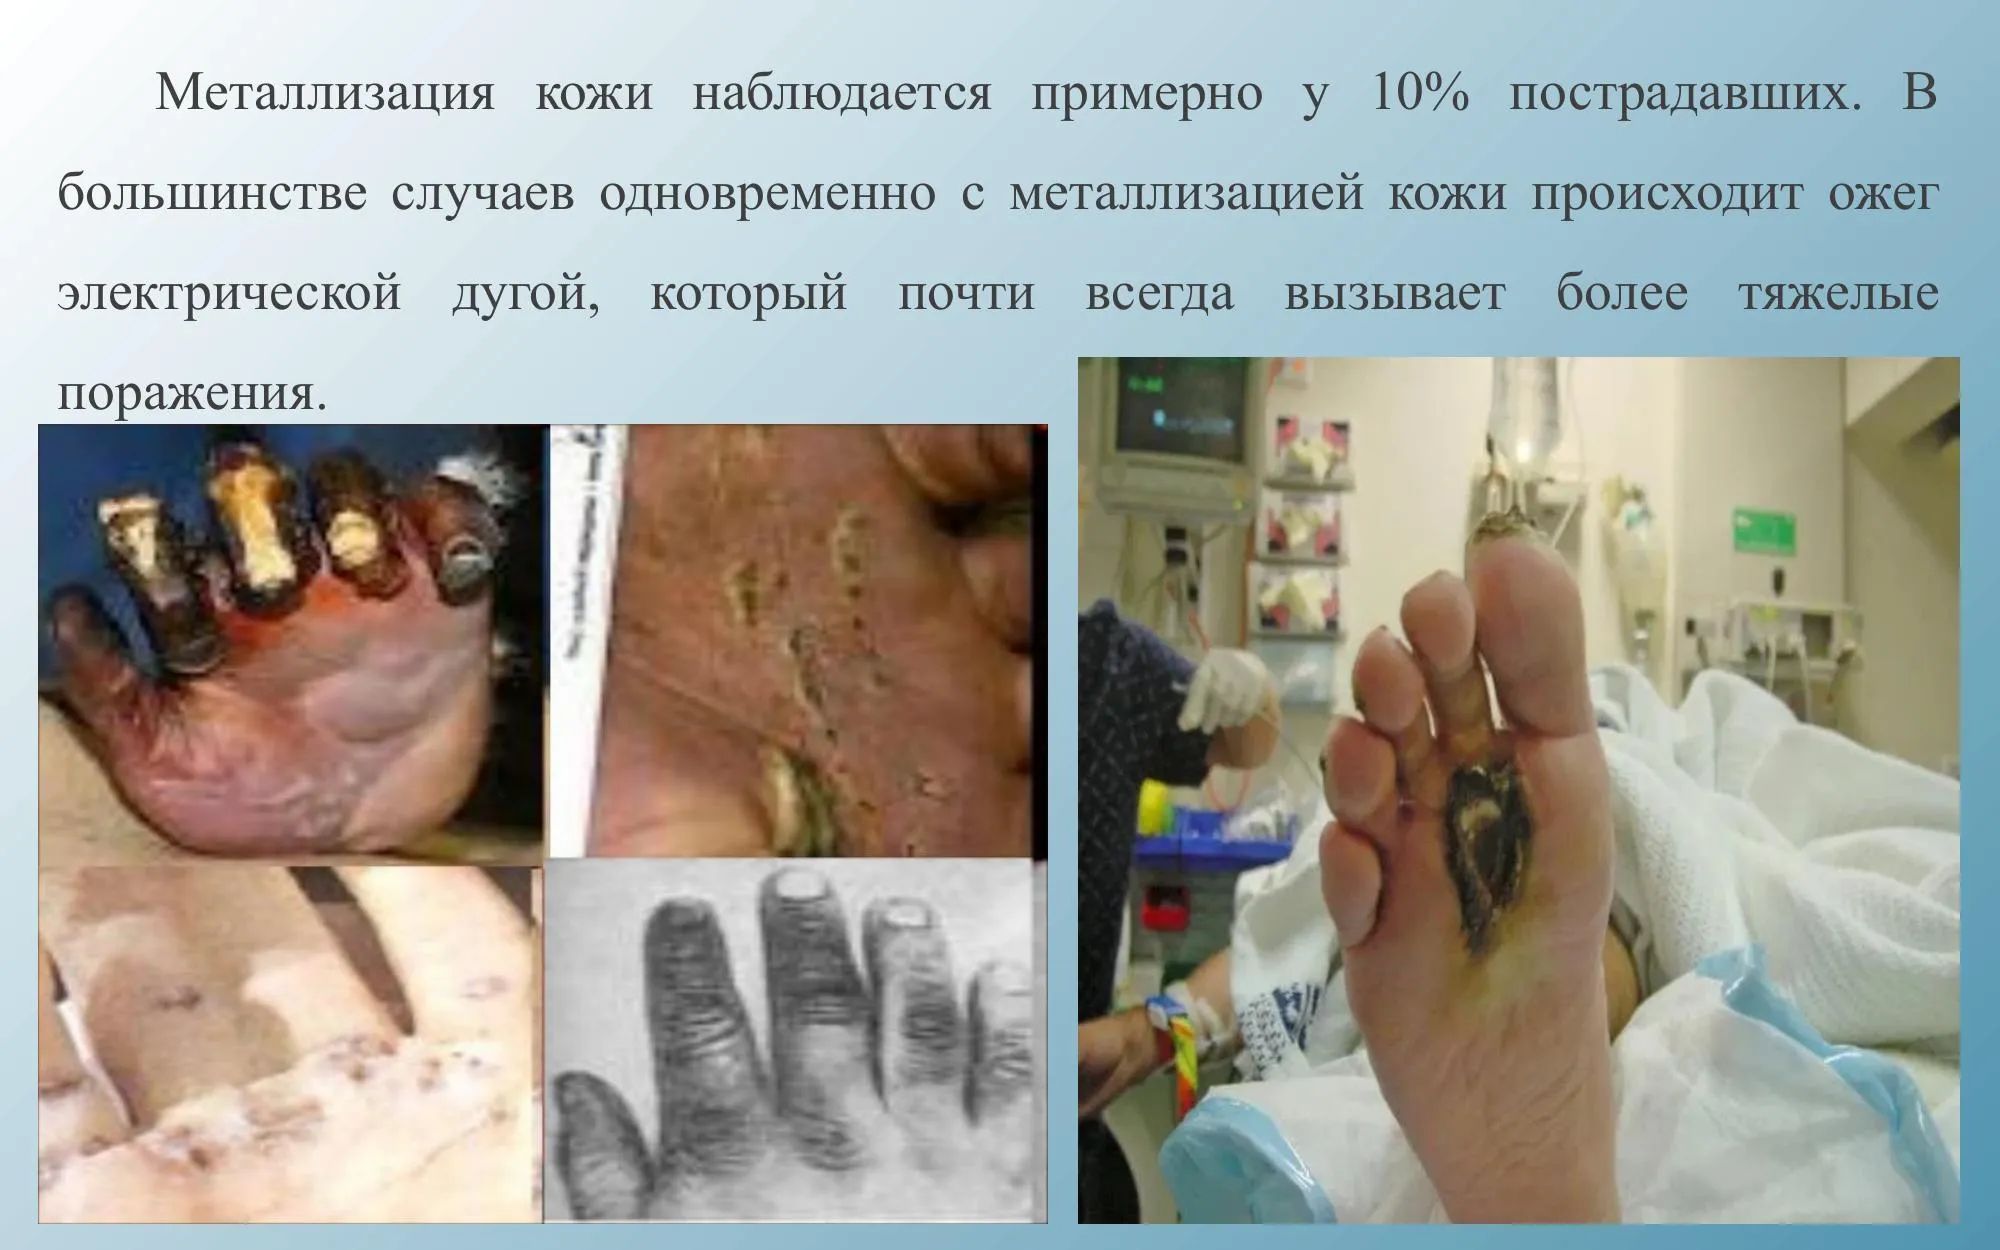 Металлизация кожи наблюдается примерно у 10% пострадавших. В
большинстве случаев одновременно с металлизацией кожи происходит ожег
электрической дугой, который почти всегда вызывает более тяжелые
поражения.